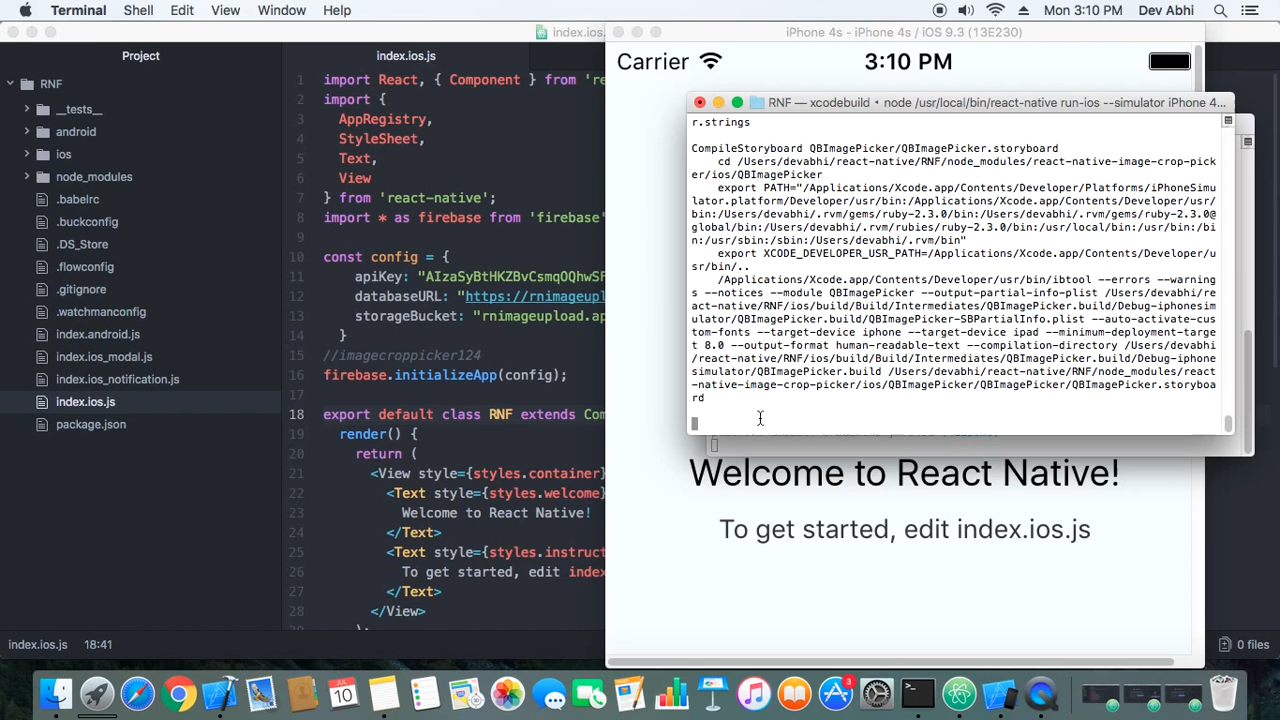 Terminal Shell Edit View Window Help Mon 3:10 PM Dev Abhi
index.ios.
iPhone 4s - iPhone 4s / iOS 9.3 (13E230)
Project
RNF
__tests__
android
ios
node_modules
.babelrc
.buckconfig
.DS_Store
.flowconfig
.gitignore
.watchmanconfig
index.android.js
index.ios_modal.js
index.ios_notification.js
index.ios.js
package.json
index.ios.js
1 import React, { Component } from 're
2 import {
3 AppRegistry,
4 StyleSheet,
5 Text,
6 View
7 } from 'react-native';
8 import * as firebase from 'firebase'
9
10 const config = {
11 apiKey: "AIzaSyBtHKZBvCsmqOQhwSF
12 databaseURL: "https://rnimageupl
13 storageBucket: "rnimageupload.ap
14 }
15 //imagecroppicker124
16 firebase.initializeApp(config);
17
18 export default class RNF extends Com
19 render() {
20 return (
21 <View style={styles.container}
22 <Text style={styles.welcome}
23 Welcome to React Native!
24 </Text>
25 <Text style={styles.instruct
26 To get started, edit index
27 </Text>
28 </View>
29 );
Carrier 3:10 PM
RNF — xcodebuild ◂ node /usr/local/bin/react-native run-ios --simulator iPhone 4...
r.strings
CompileStoryboard QBImagePicker/QBImagePicker.storyboard
cd /Users/devabhi/react-native/RNF/node_modules/react-native-image-crop-pick
er/ios/QBImagePicker
export PATH="/Applications/Xcode.app/Contents/Developer/Platforms/iPhoneSimu
lator.platform/Developer/usr/bin:/Applications/Xcode.app/Contents/Developer/usr/
bin:/Users/devabhi/.rvm/gems/ruby-2.3.0/bin:/Users/devabhi/.rvm/gems/ruby-2.3.0@
global/bin:/Users/devabhi/.rvm/rubies/ruby-2.3.0/bin:/usr/local/bin:/usr/bin:/bi
n:/usr/sbin:/sbin:/Users/devabhi/.rvm/bin"
export XCODE_DEVELOPER_USR_PATH=/Applications/Xcode.app/Contents/Developer/u
sr/bin/..
/Applications/Xcode.app/Contents/Developer/usr/bin/ibtool --errors --warning
s --notices --module QBImagePicker --output-partial-info-plist /Users/devabhi/re
act-native/RNF/ios/build/Build/Intermediates/QBImagePicker.build/Debug-iphonesim
ulator/QBImagePicker.build/QBImagePicker-SBPartialInfo.plist --auto-activate-cus
tom-fonts --target-device iphone --target-device ipad --minimum-deployment-targe
t 8.0 --output-format human-readable-text --compilation-directory /Users/devabhi
/react-native/RNF/ios/build/Build/Intermediates/QBImagePicker.build/Debug-iphone
simulator/QBImagePicker.build /Users/devabhi/react-native/RNF/node_modules/react
-native-image-crop-picker/ios/QBImagePicker/QBImagePicker/QBImagePicker.storyboa
rd
Welcome to React Native!
To get started, edit index.ios.js
index.ios.js 18:41
0 files
JUL
10
3